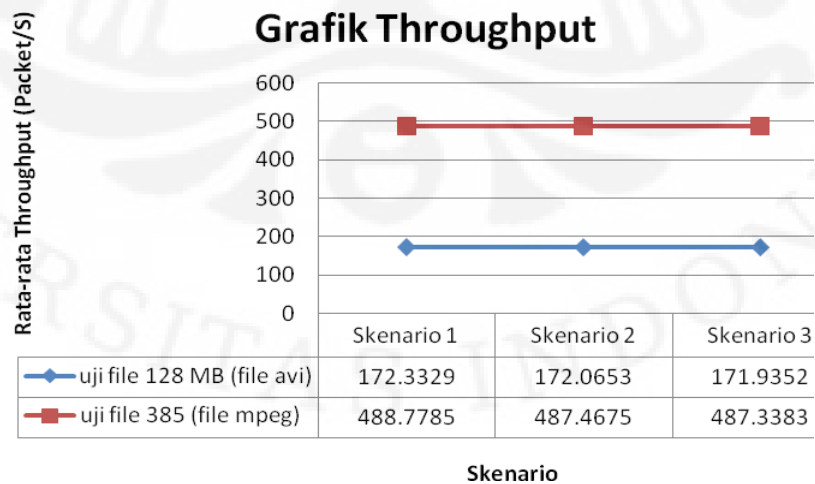 Grafik Throughput
Rata-rata Throughput (Packet/S)
600
500
400
300
200
100
0
Skenario 1 Skenario 2 Skenario 3
uji file 128 MB (file avi) 172.3329 172.0653 171.9352
uji file 385 (file mpeg) 488.7785 487.4675 487.3383
Skenario